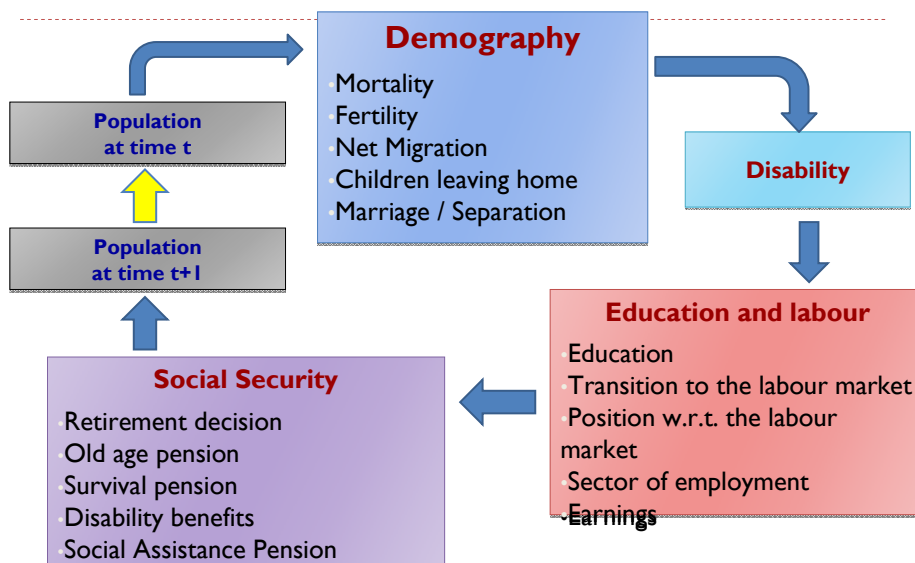 Demography
•Mortality
•Fertility
•Net Migration
•Children leaving home
•Marriage / Separation
Population
at time t
Disability
Population
at time t+1
Education and labour
•Education
•Transition to the labour market
•Position w.r.t. the labour
market
•Sector of employment
•Earnings
Social Security
•Retirement decision
•Old age pension
•Survival pension
•Disability benefits
•Social Assistance Pension